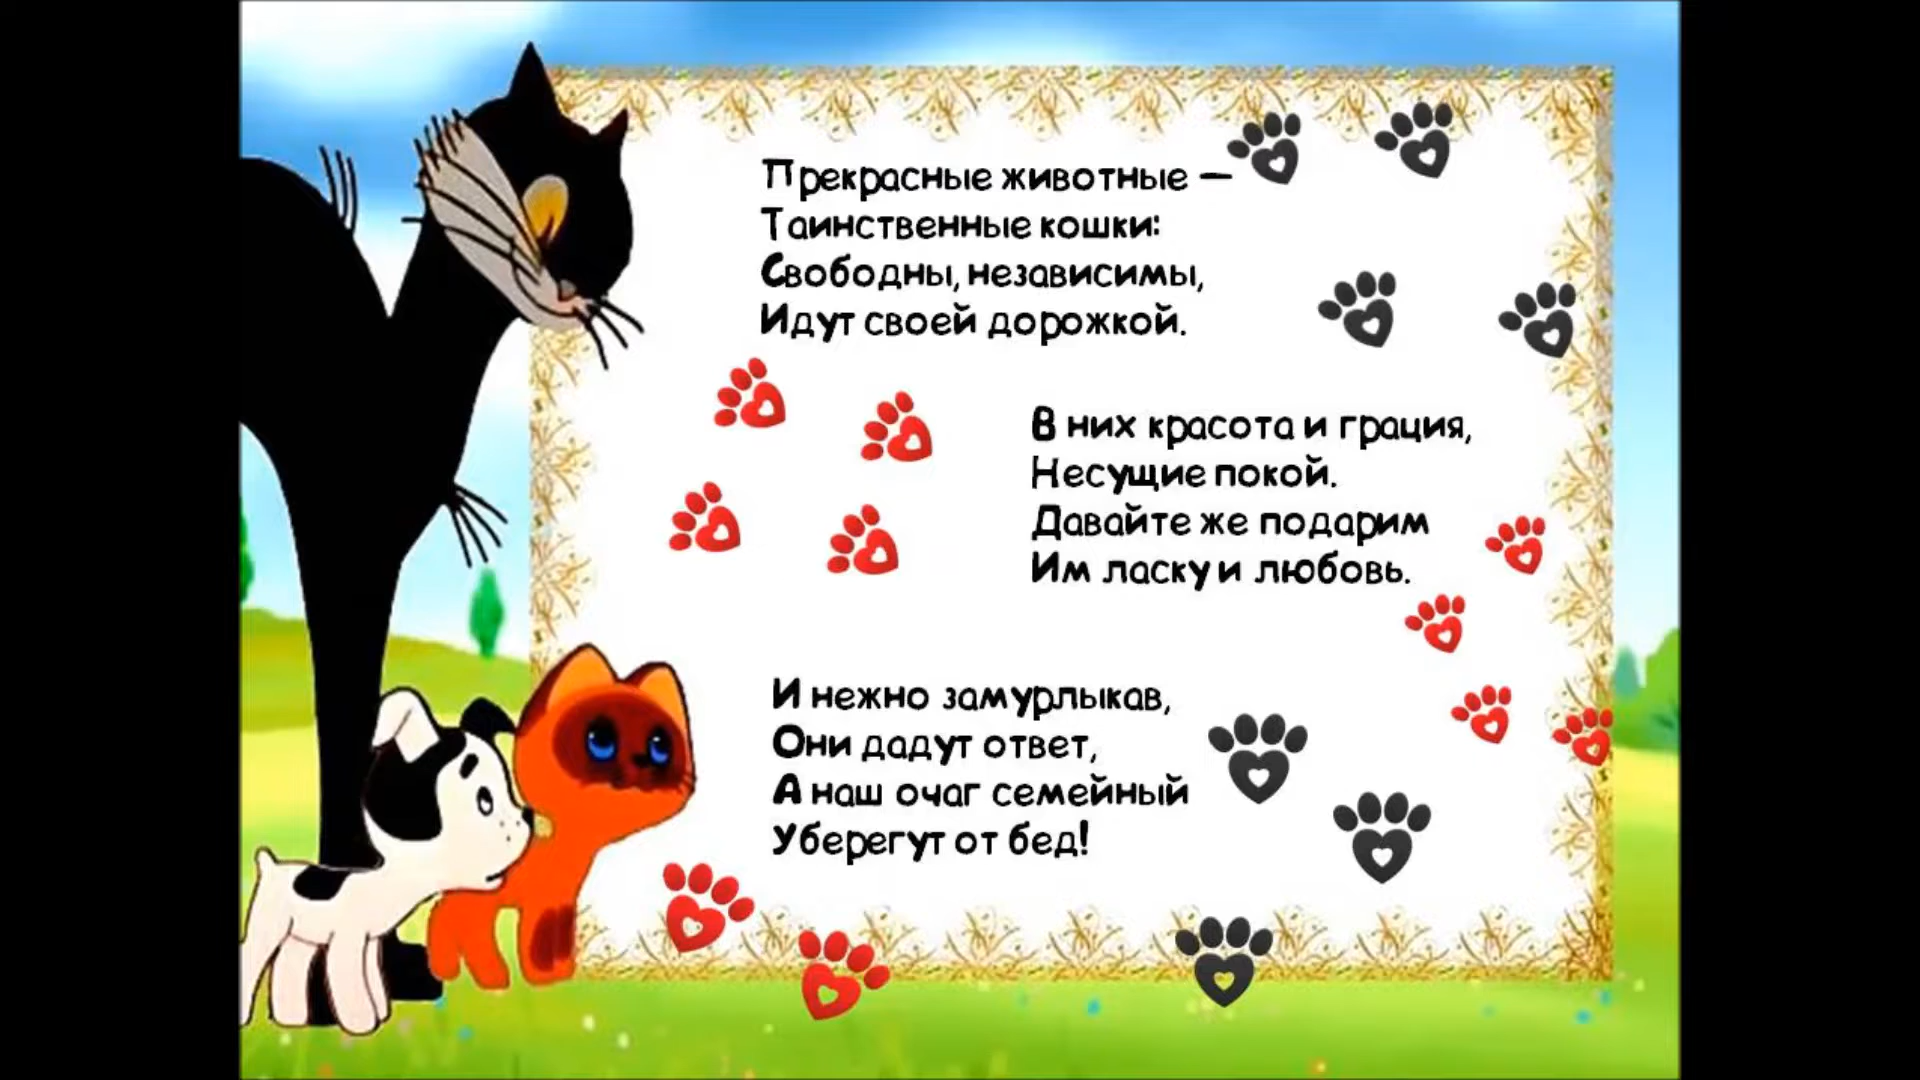 Прекрасные животные —
Таинственные кошки:
Свободны, независимы,
Идут своей дорожкой.
В них красота и грация,
Несущие покой.
Давайте же подарим
Им ласку и любовь.
И нежно замурлыкав,
Они дадут ответ,
А наш очаг семейный
Уберегут от бед!